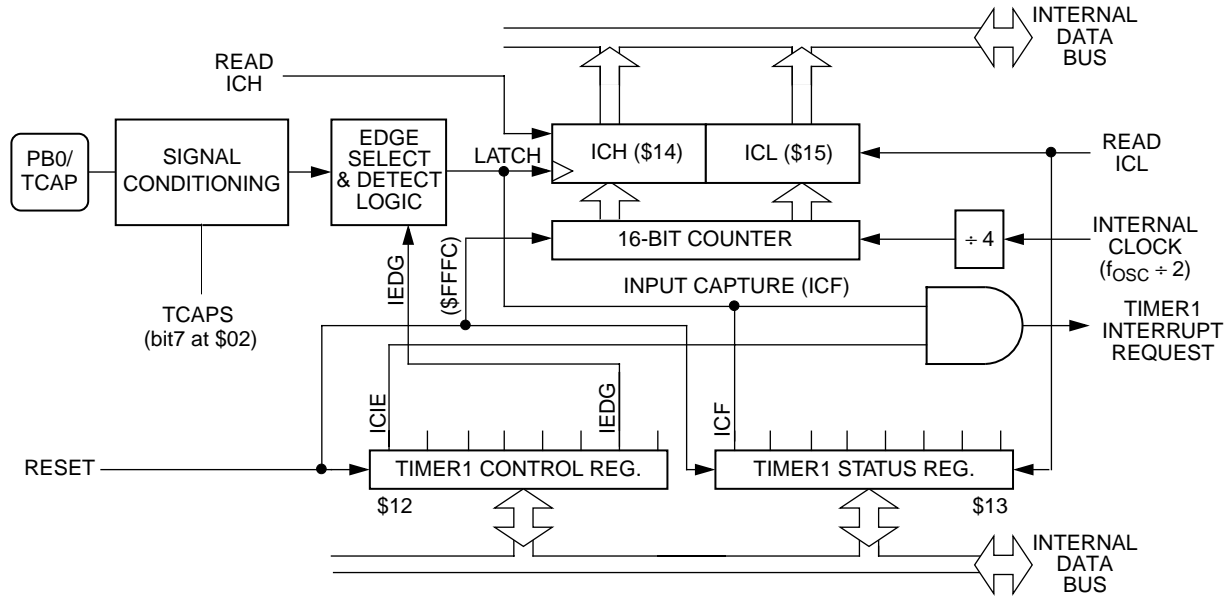 INTERNAL
DATA
BUS
READ
ICH
PB0/
TCAP
SIGNAL
CONDITIONING
EDGE
SELECT
& DETECT
LOGIC
LATCH
ICH ($14)
ICL ($15)
READ
ICL
16-BIT COUNTER
÷ 4
INTERNAL
CLOCK
(fOSC ÷ 2)
IEDG
($FFFC)
INPUT CAPTURE (ICF)
TCAPS
(bit7 at $02)
TIMER1
INTERRUPT
REQUEST
ICIE
IEDG
ICF
RESET
TIMER1 CONTROL REG.
TIMER1 STATUS REG.
$12
$13
INTERNAL
DATA
BUS